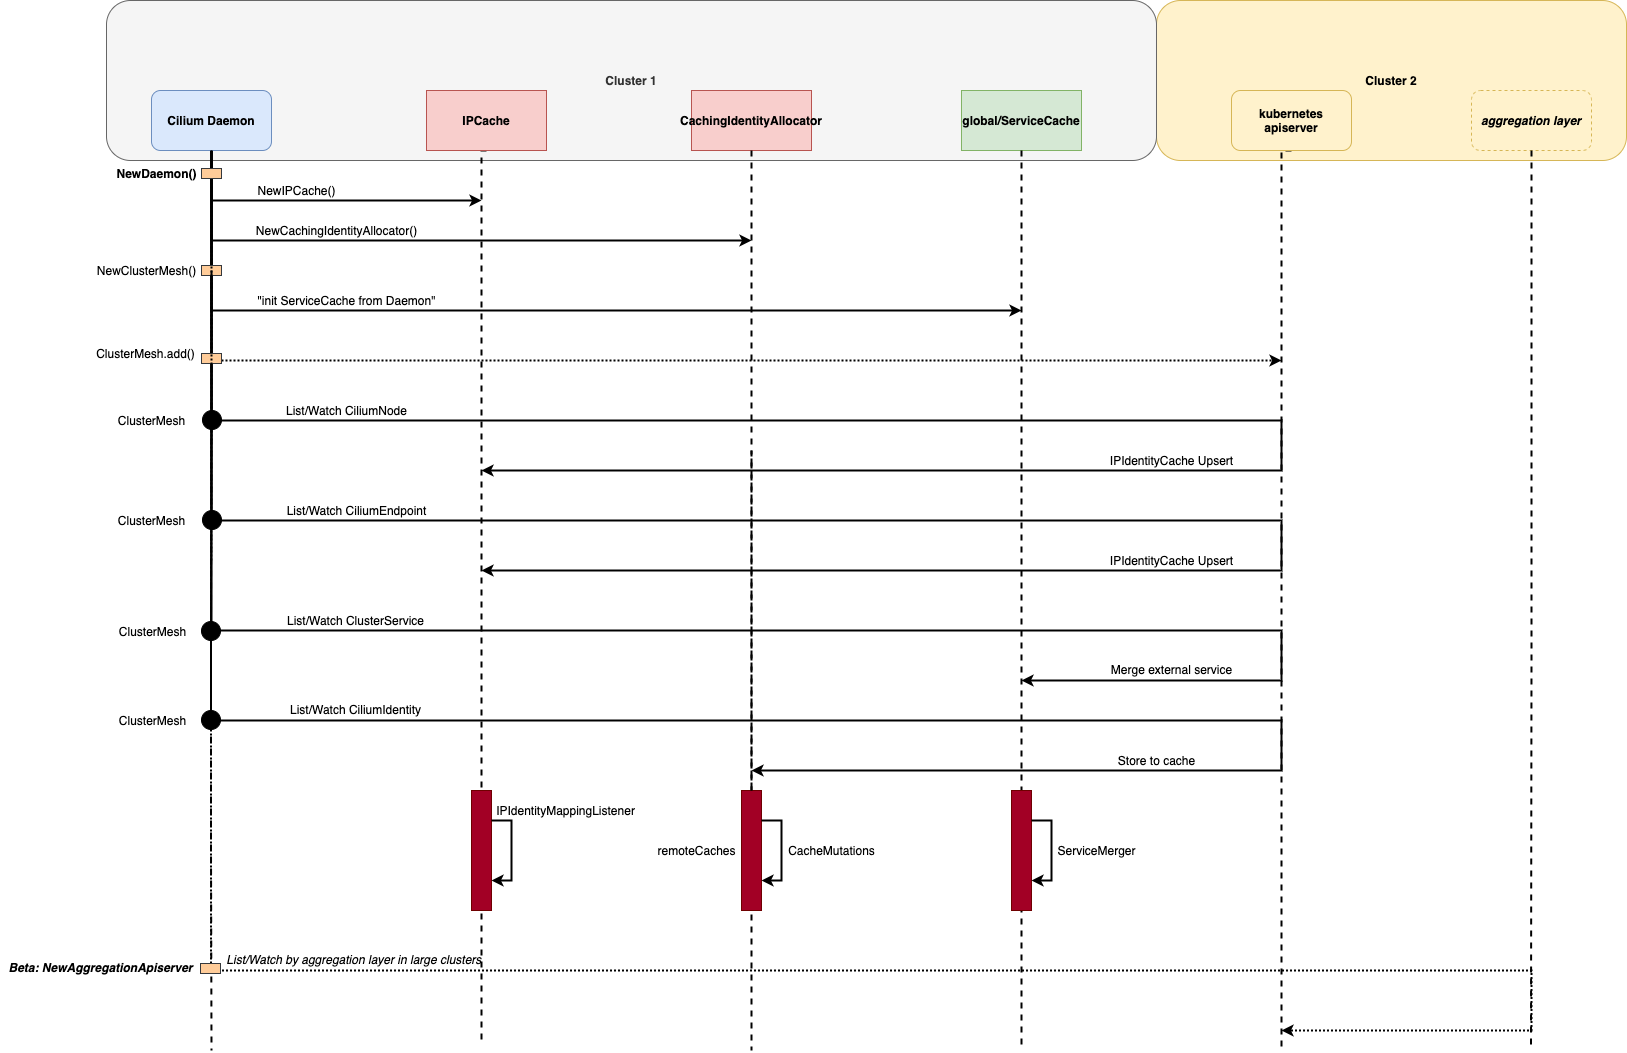 Cluster 1
Cluster 2
Cilium Daemon
IPCache
CachingIdentityAllocator
global/ServiceCache
kubernetes
apiserver
aggregation layer
NewDaemon()
NewIPCache()
NewCachingIdentityAllocator()
NewClusterMesh()
"init ServiceCache from Daemon"
ClusterMesh.add()
ClusterMesh
List/Watch CiliumNode
IPIdentityCache Upsert
ClusterMesh
List/Watch CiliumEndpoint
IPIdentityCache Upsert
ClusterMesh
List/Watch ClusterService
Merge external service
ClusterMesh
List/Watch CiliumIdentity
Store to cache
IPIdentityMappingListener
remoteCaches
CacheMutations
ServiceMerger
Beta: NewAggregationApiserver
List/Watch by aggregation layer in large clusters